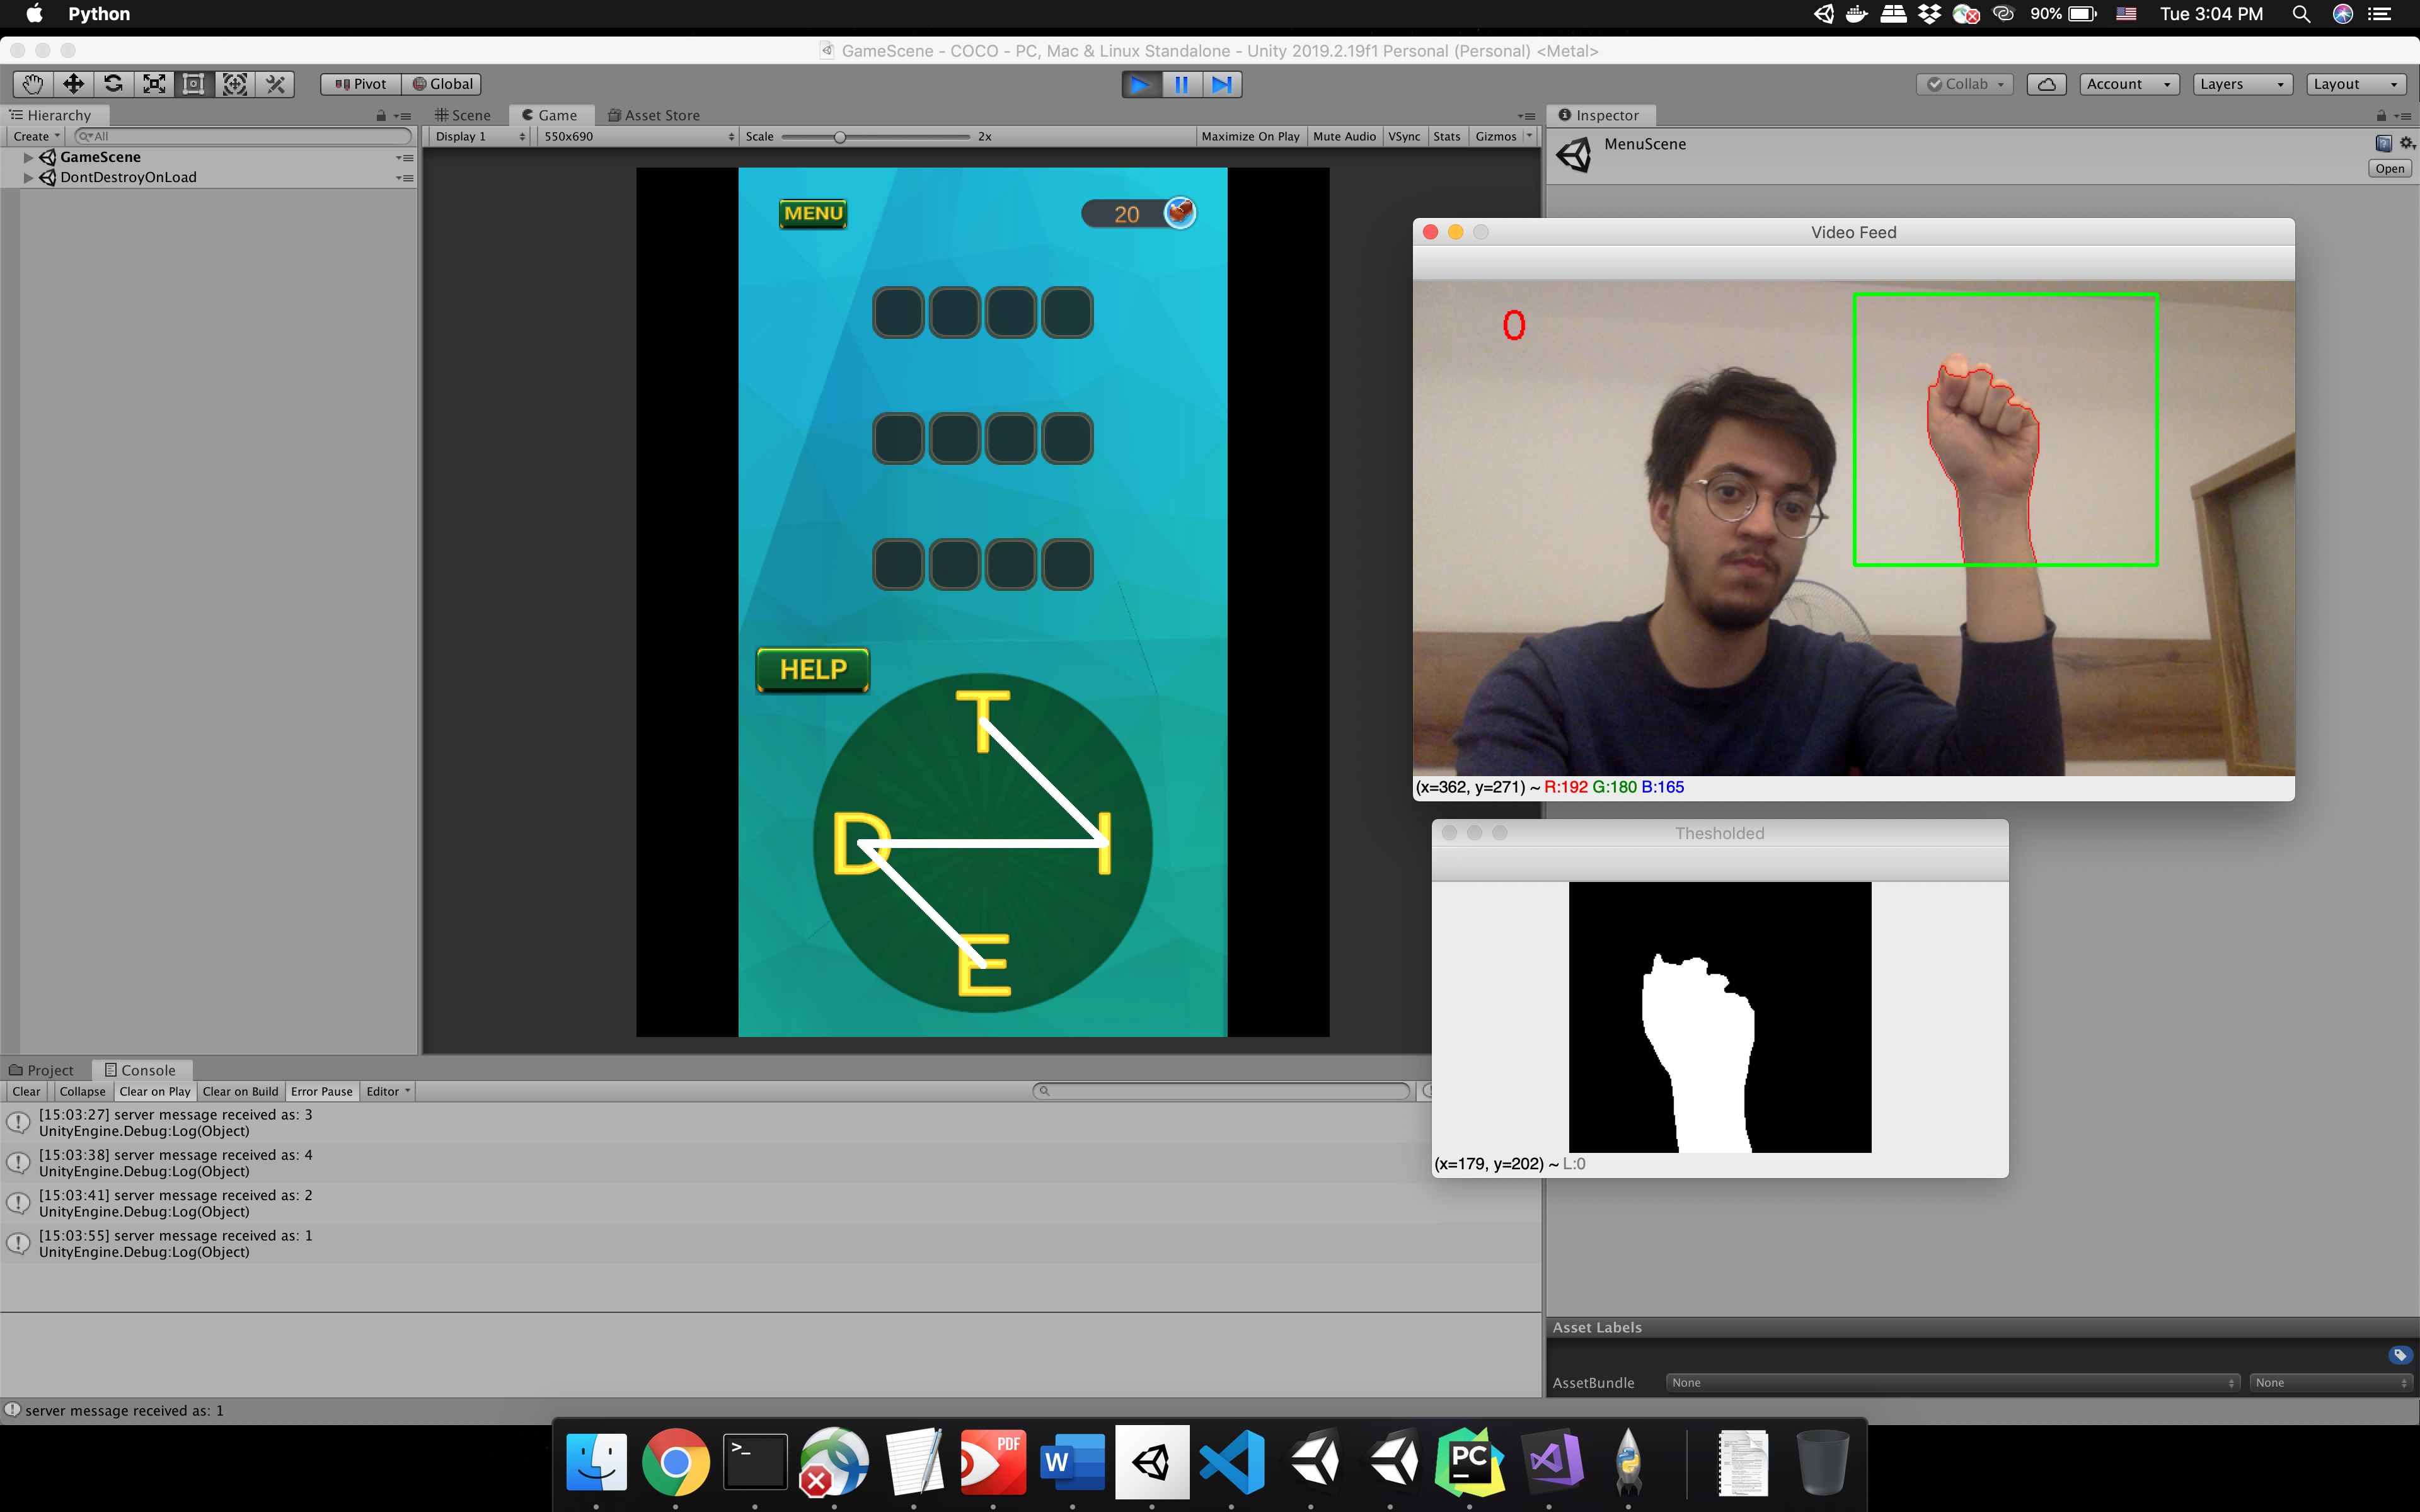 Python
90%
Tue 3:04 PM
GameScene - COCO - PC, Mac & Linux Standalone - Unity 2019.2.19f1 Personal (Personal) <Metal>
Pivot
Global
Collab
Account
Layers
Layout
Hierarchy
Scene
Game
Asset Store
Inspector
Create
All
Display 1
550x690
Scale
2x
Maximize On Play
Mute Audio
VSync
Stats
Gizmos
GameScene
DontDestroyOnLoad
MenuScene
Open
MENU
20
HELP
T
D
I
E
Video Feed
0
(x=362, y=271) ~ R:192 G:180 B:165
Thesholded
(x=179, y=202) ~ L:0
Project
Console
Clear
Collapse
Clear on Play
Clear on Build
Error Pause
Editor
[15:03:27] server message received as: 3
UnityEngine.Debug:Log(Object)
[15:03:38] server message received as: 4
UnityEngine.Debug:Log(Object)
[15:03:41] server message received as: 2
UnityEngine.Debug:Log(Object)
[15:03:55] server message received as: 1
UnityEngine.Debug:Log(Object)
Asset Labels
AssetBundle
None
None
server message received as: 1
>_
PDF
W
PC